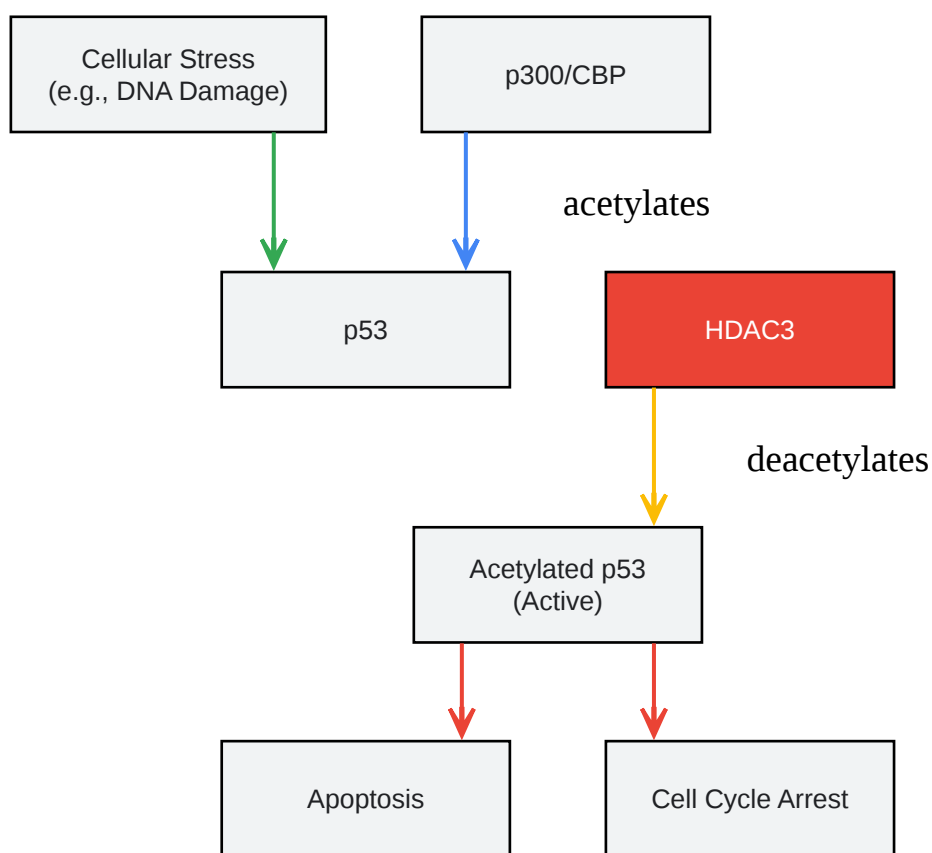 Cellular Stress
(e.g., DNA Damage)
p300/CBP
acetylates
p53
HDAC3
deacetylates
Acetylated p53
(Active)
Apoptosis
Cell Cycle Arrest